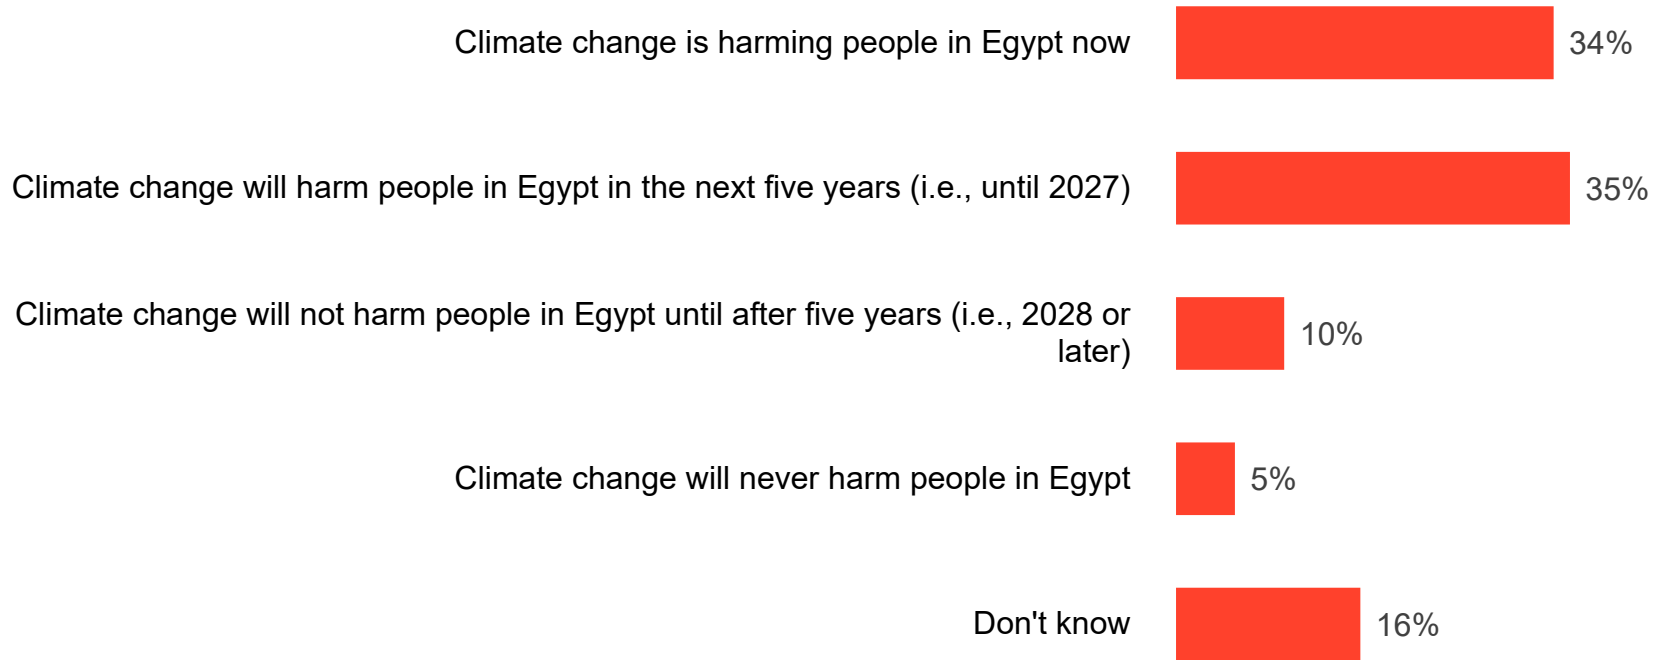 Climate change is harming people in Egypt now
34%
Climate change will harm people in Egypt in the next five years (i.e., until 2027)
35%
Climate change will not harm people in Egypt until after five years (i.e., 2028 or
later)
10%
Climate change will never harm people in Egypt
5%
Don't know
16%